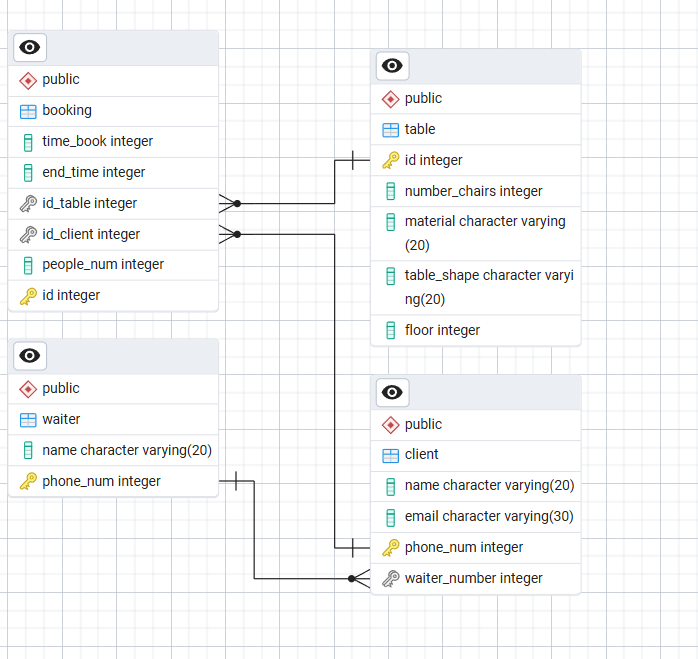 public
booking
time_book integer
end_time integer
id_table integer
id_client integer
people_num integer
id integer
public
table
id integer
number_chairs integer
material character varying
(20)
table_shape character varyi
ng(20)
floor integer
public
waiter
name character varying(20)
phone_num integer
public
client
name character varying(20)
email character varying(30)
phone_num integer
waiter_number integer